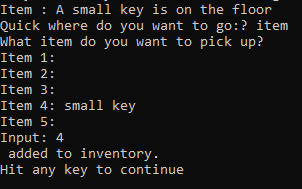 Item : A small key is on the floor
Quick where do you want to go:? item
What item do you want to pick up?
Item 1:
Item 2:
Item 3:
Item 4: small key
Item 5:
Input: 4
 added to inventory.
Hit any key to continue